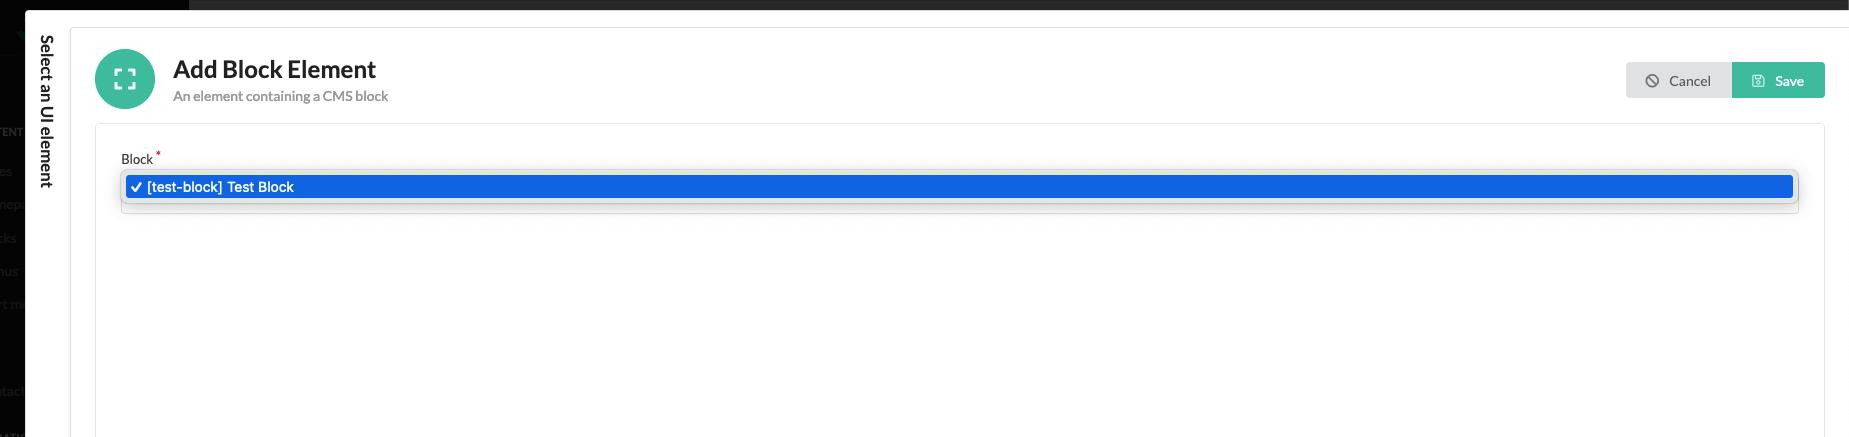 Select an UI element
Add Block Element
An element containing a CMS block
Cancel
Save
Block *
[test-block] Test Block